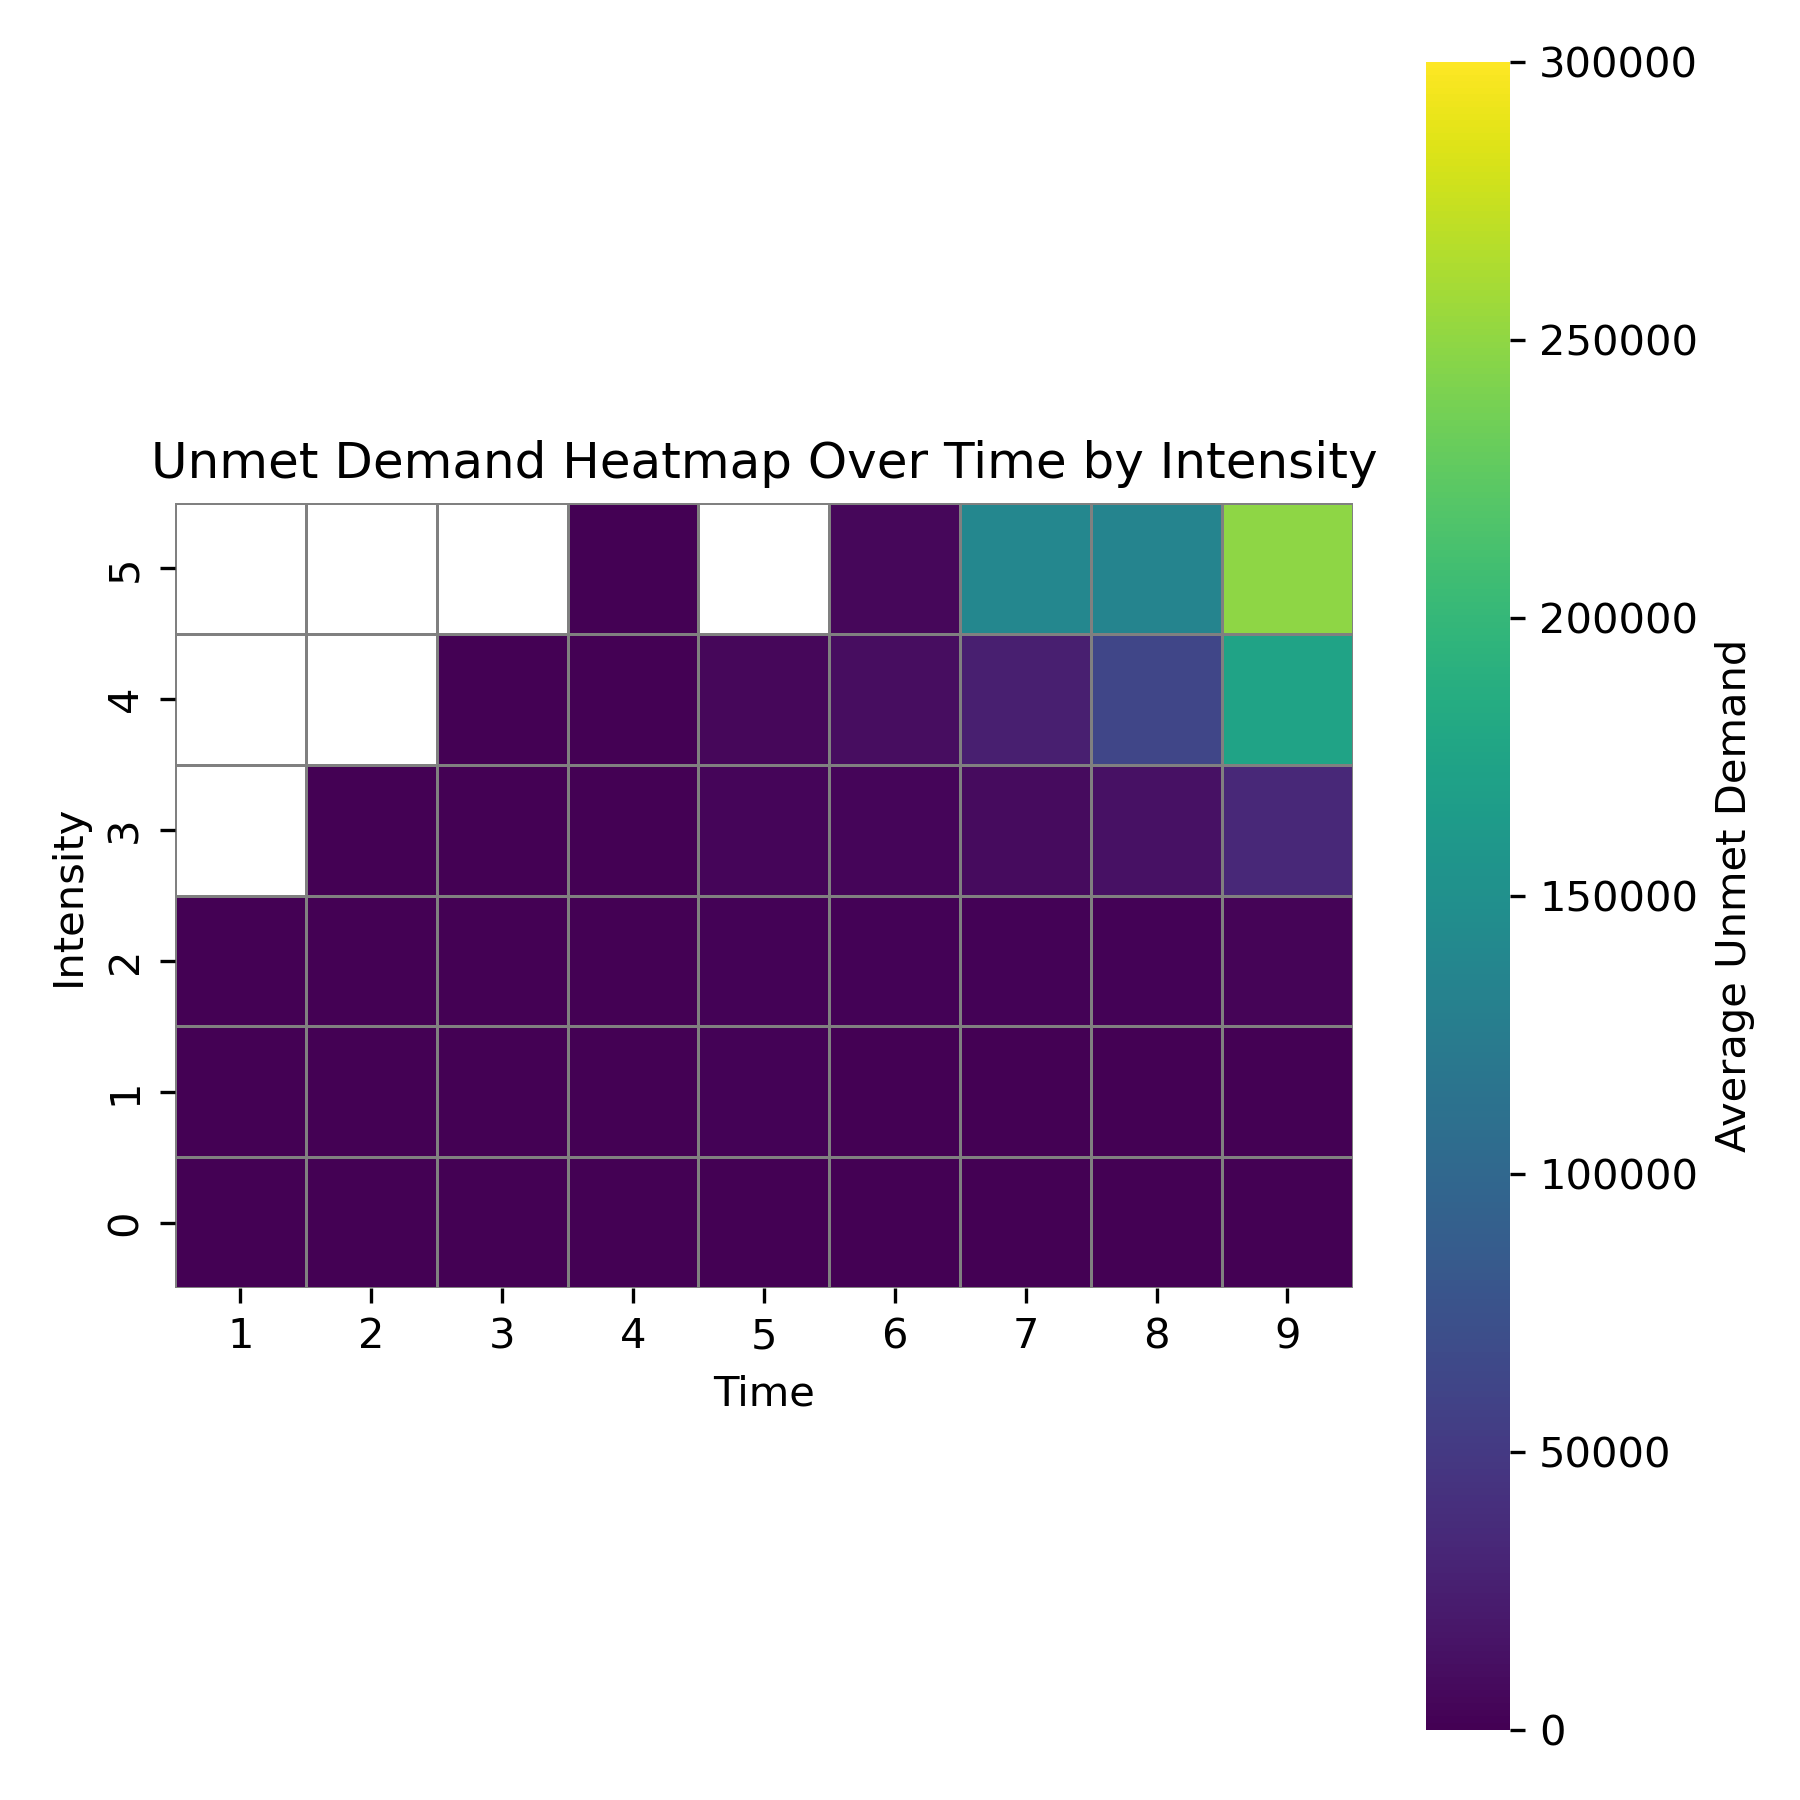 Unmet Demand Heatmap Over Time by Intensity
Intensity
5
4
3
2
1
0
1 2 3 4 5 6 7 8 9
Time
300000
250000
200000
150000
100000
50000
0
Average Unmet Demand